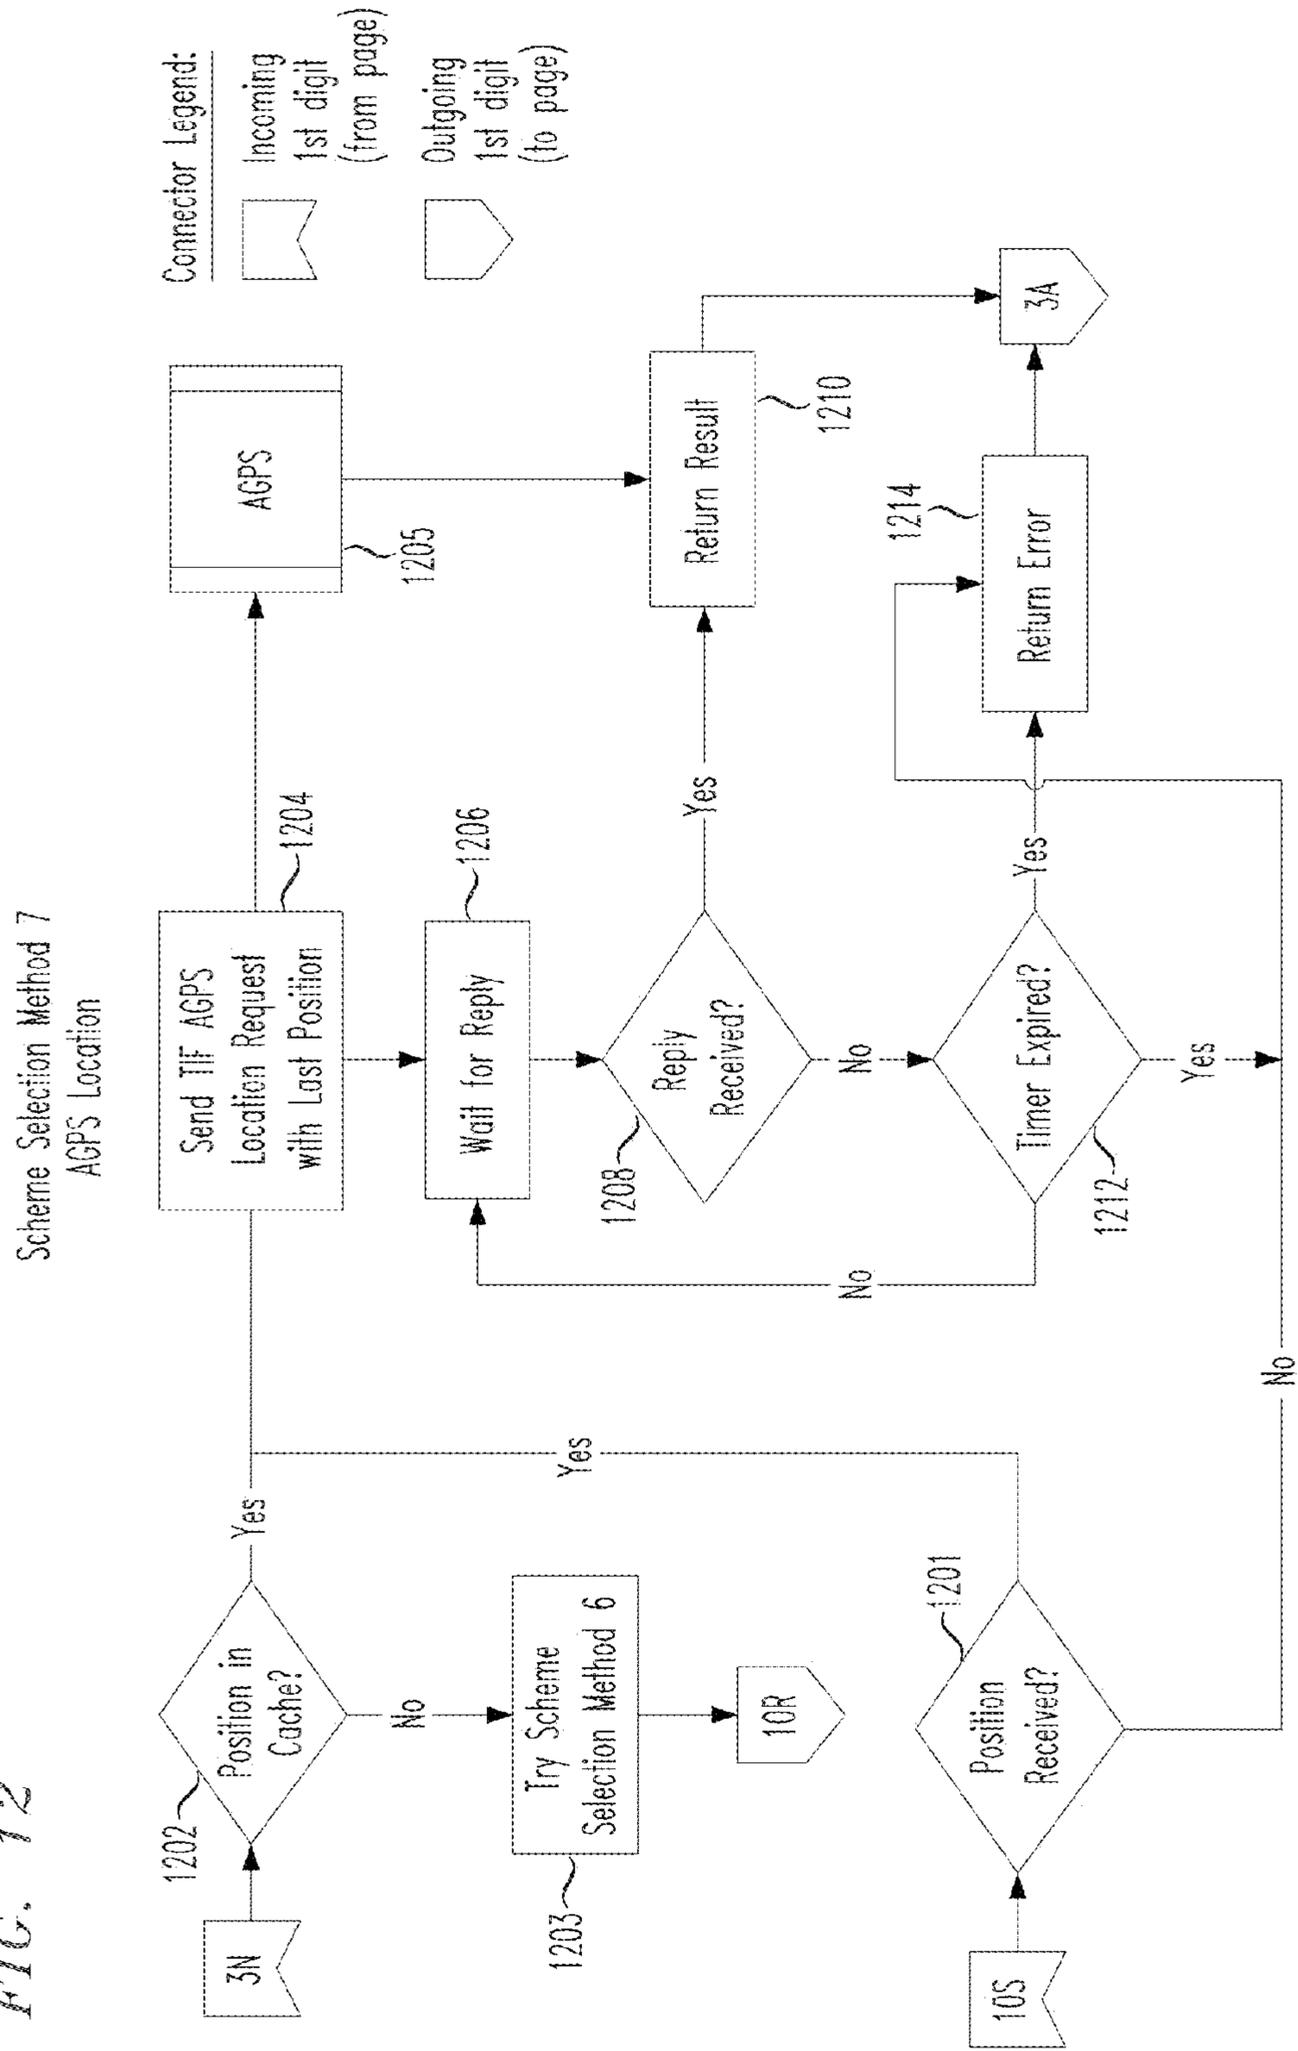 FIG. 12
Scheme Selection Method 7
AGPS Location
Connector Legend:
Incoming
1st digit
(from page)
Outgoing
1st digit
(to page)
3N
1202
Position in
Cache?
Yes
No
1203
Try Scheme
Selection Method 6
10R
10S
1201
Position
Received?
Yes
No
Send TIF AGPS
Location Request
with Last Position
1204
AGPS
1205
Wait for Reply
1206
Reply
Received?
1208
Yes
No
Return Result
1210
Timer Expired?
1212
No
Yes
Yes
Return Error
1214
3A